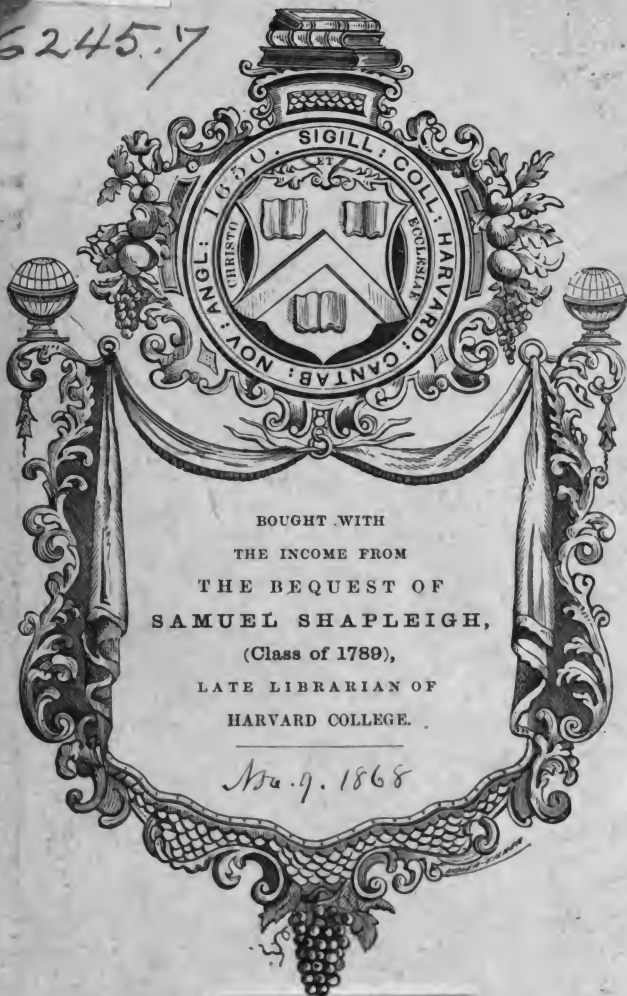 6245.7
SIGILL: COLL: HARVARD: CANTAB: NOV: ANGL: 1650.
ET
CHRISTO
ECCLESIAE
BOUGHT WITH
THE INCOME FROM
THE BEQUEST OF
SAMUEL SHAPLEIGH,
(Class of 1789),
LATE LIBRARIAN OF
HARVARD COLLEGE.
9. 1868